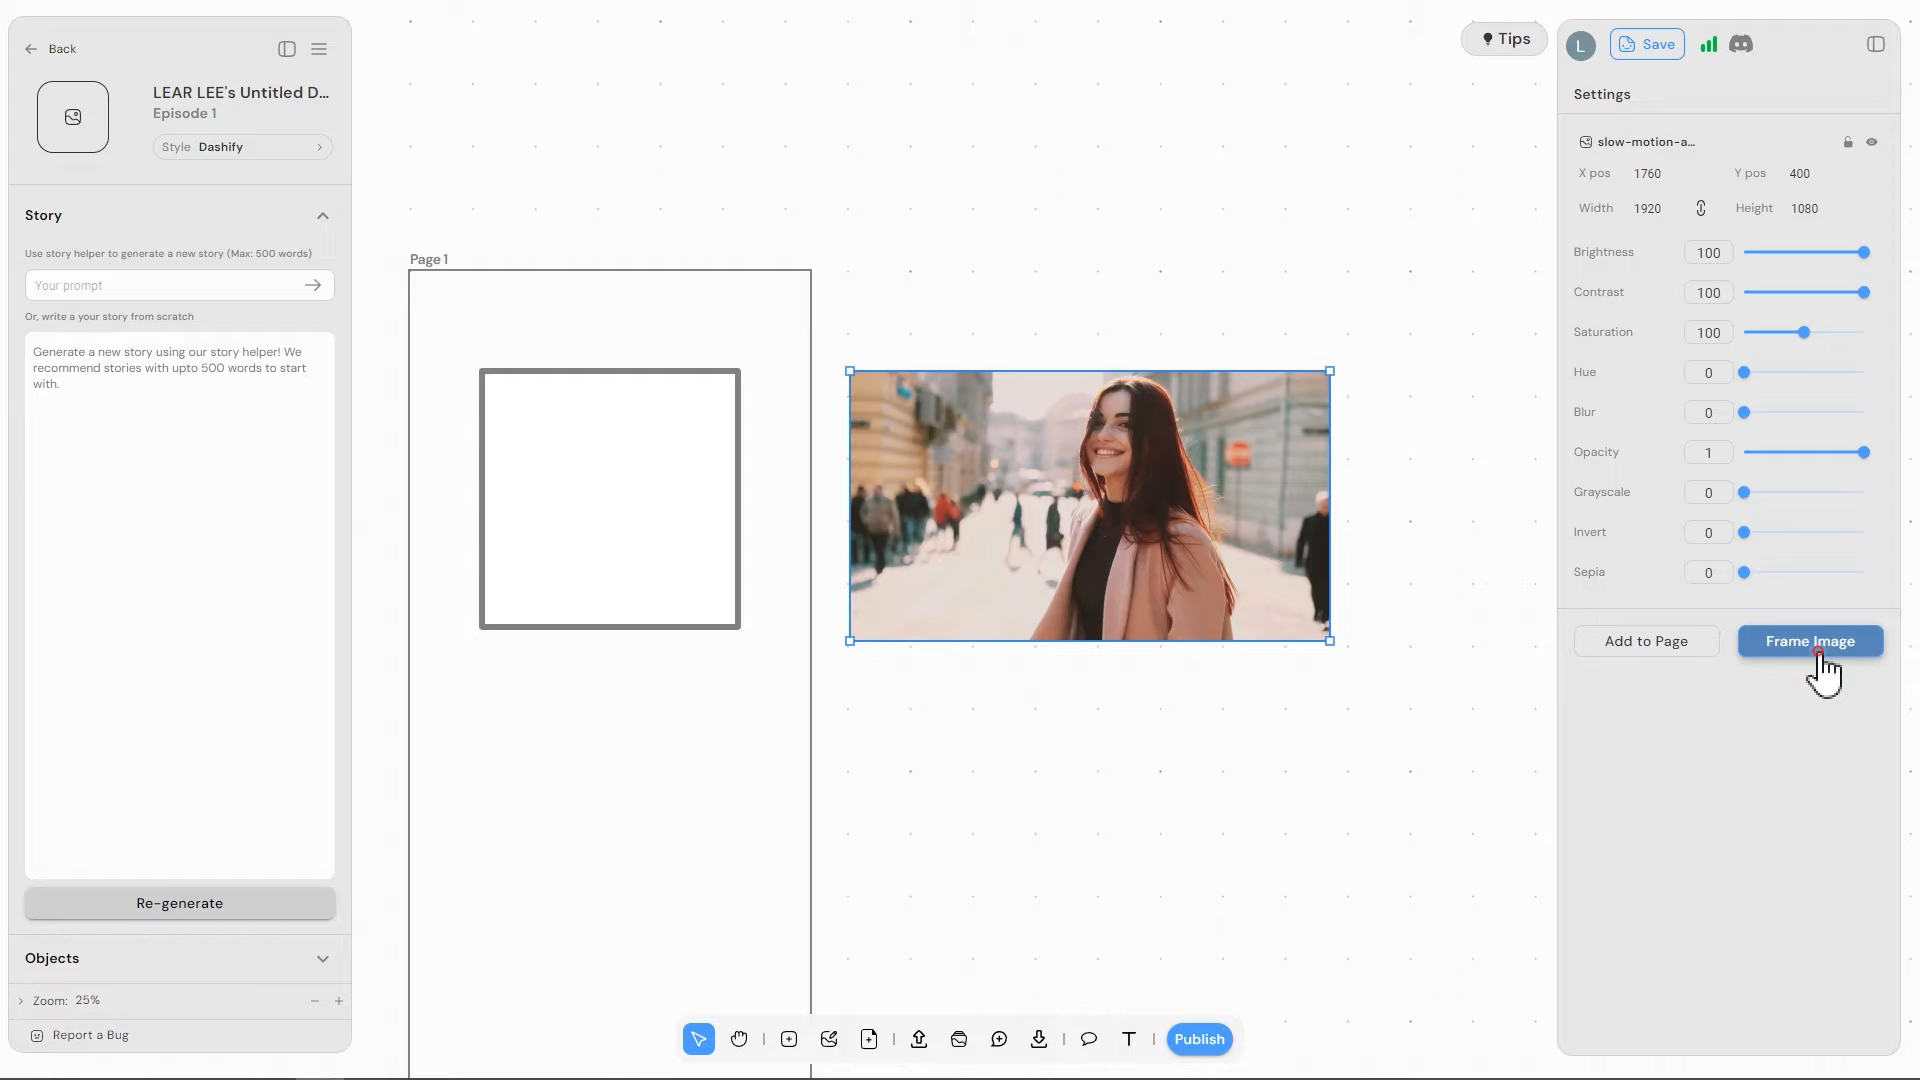 Back
LEAR LEE's Untitled D...
Episode 1
Style Dashify
Story
Use story helper to generate a new story (Max: 500 words)
Your prompt
Or, write a your story from scratch
Generate a new story using our story helper! We
recommend stories with upto 500 words to start
with.
Re-generate
Objects
Zoom: 25%
Report a Bug
Page 1
Publish
Tips
L Save
Settings
slow-motion-a...
X pos 1760 Y pos 400
Width 1920 Height 1080
Brightness 100
Contrast 100
Saturation 100
Hue 0
Blur 0
Opacity 1
Grayscale 0
Invert 0
Sepia 0
Add to Page Frame Image